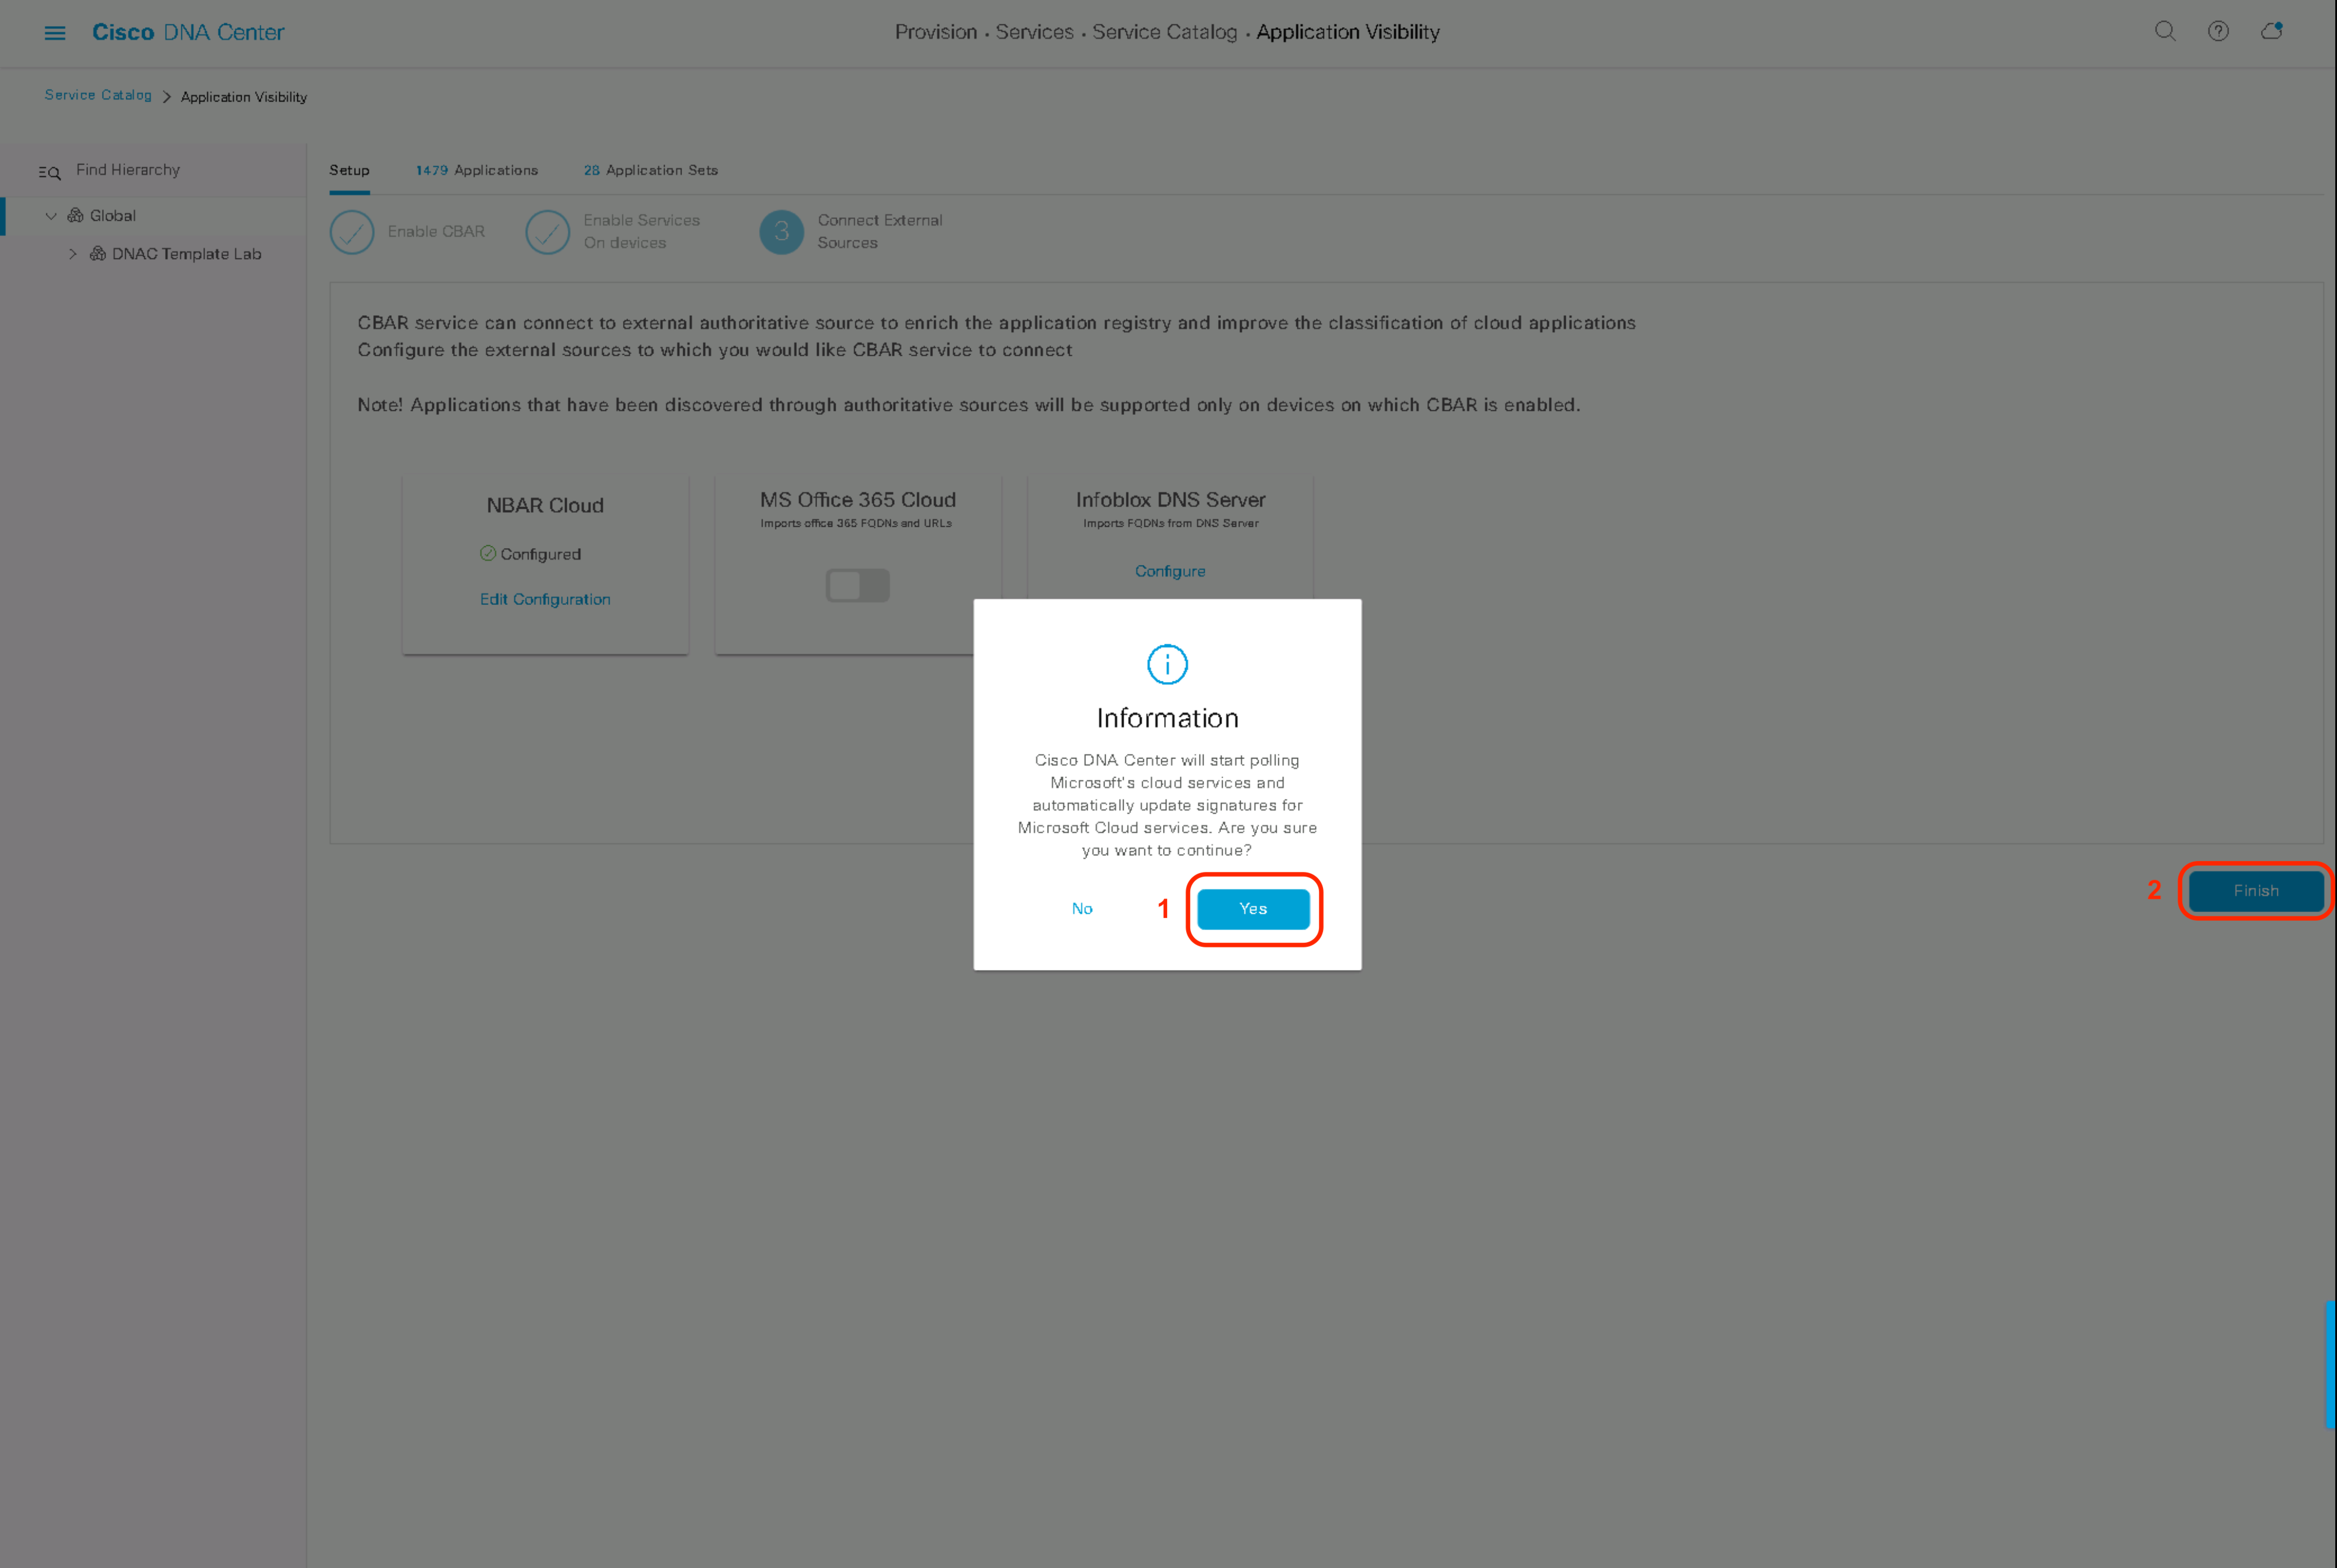 Cisco DNA Center
Provision • Services • Service Catalog • Application Visibility
Service Catalog > Application Visibility
Find Hierarchy
Global
DNAC Template Lab
Setup
1479 Applications
28 Application Sets
Enable CBAR
Enable Services
On devices
3
Connect External
Sources
CBAR service can connect to external authoritative source to enrich the application registry and improve the classification of cloud applications
Configure the external sources to which you would like CBAR service to connect
Note! Applications that have been discovered through authoritative sources will be supported only on devices on which CBAR is enabled.
NBAR Cloud
Configured
Edit Configuration
MS Office 365 Cloud
Imports office 365 FQDNs and URLs
Infoblox DNS Server
Imports FQDNs from DNS Server
Configure
Information
Cisco DNA Center will start polling
Microsoft's cloud services and
automatically update signatures for
Microsoft Cloud services. Are you sure
you want to continue?
No
1
Yes
2
Finish